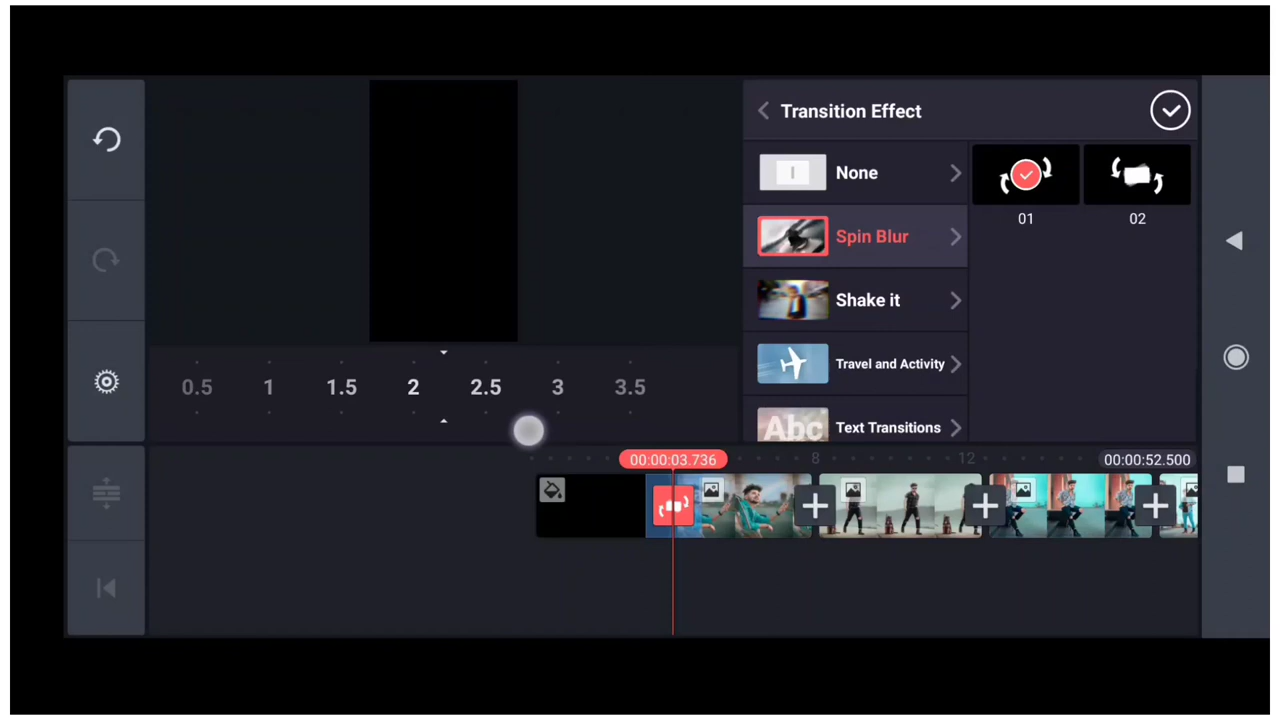 Transition Effect
None
Spin Blur
01
02
Shake it
Travel and Activity
Abc
Text Transitions
0.5 1 1.5 2 2.5 3 3.5
00:00:03.736
8
12
00:00:52.500